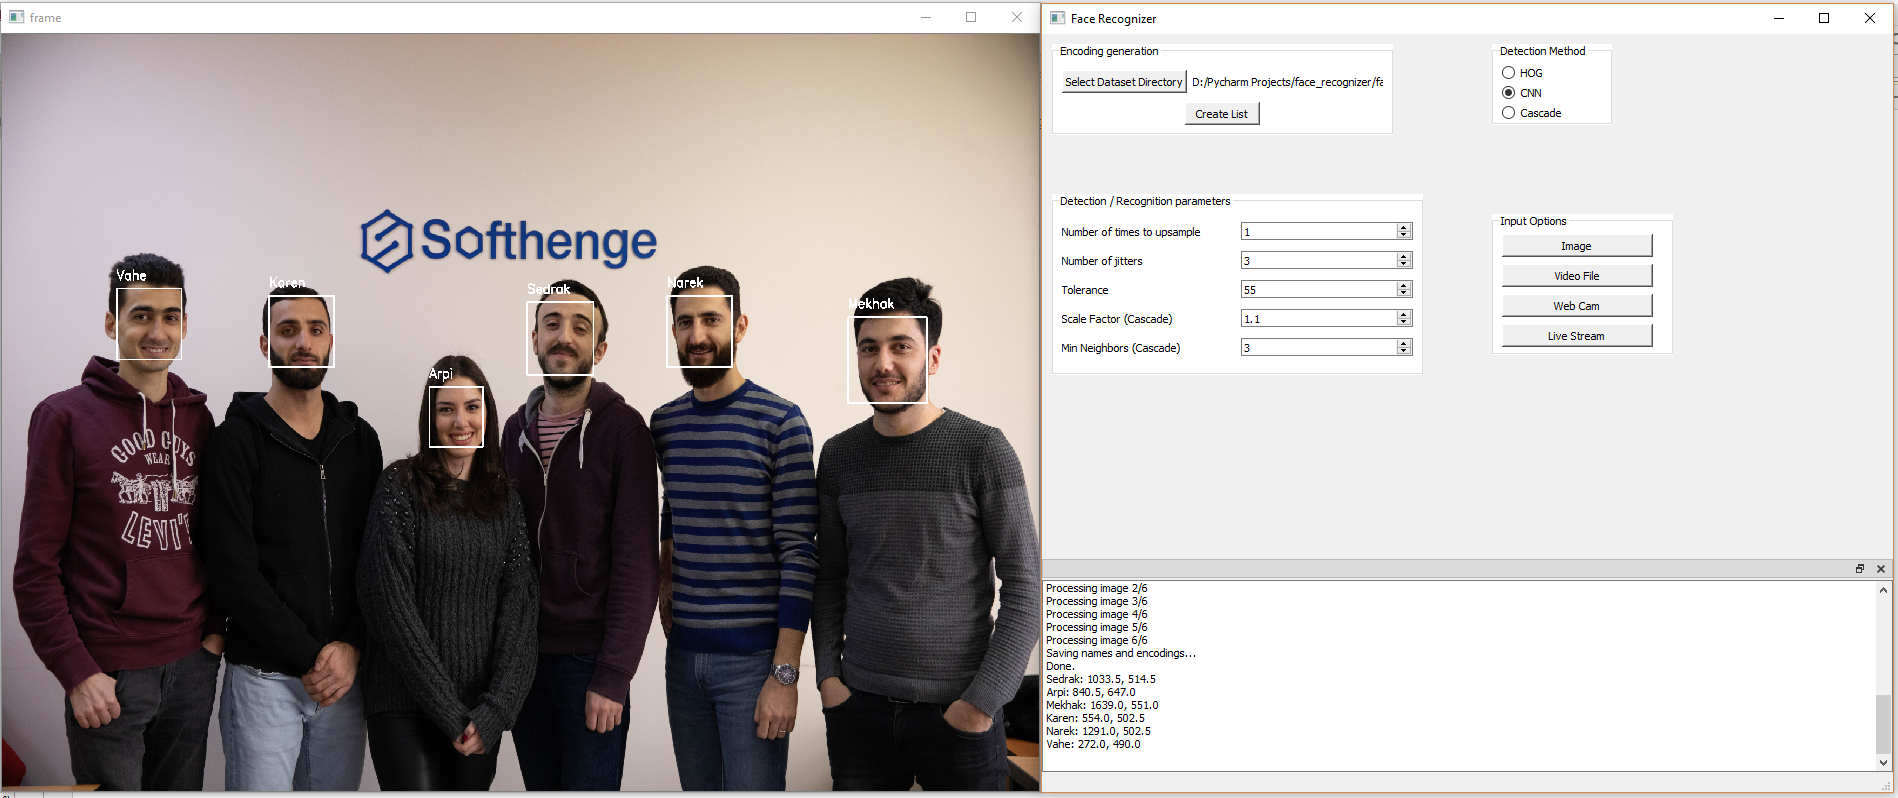 frame
Softhenge
Vahe
Karen
Sedrak
Narek
Mekhak
Arpi
GOOD GUYS
WEAR
LEVI'S
Face Recognizer
Encoding generation
Select Dataset Directory D:/Pycharm Projects/face_recognizer/fa
Create List
Detection Method
HOG
CNN
Cascade
Detection / Recognition parameters
Number of times to upsample 1
Number of jitters 3
Tolerance 55
Scale Factor (Cascade) 1.1
Min Neighbors (Cascade) 3
Input Options
Image
Video File
Web Cam
Live Stream
Processing image 2/6
Processing image 3/6
Processing image 4/6
Processing image 5/6
Processing image 6/6
Saving names and encodings...
Done.
Sedrak: 1033.5, 514.5
Arpi: 840.5, 647.0
Mekhak: 1639.0, 551.0
Karen: 554.0, 502.5
Narek: 1291.0, 502.5
Vahe: 272.0, 490.0